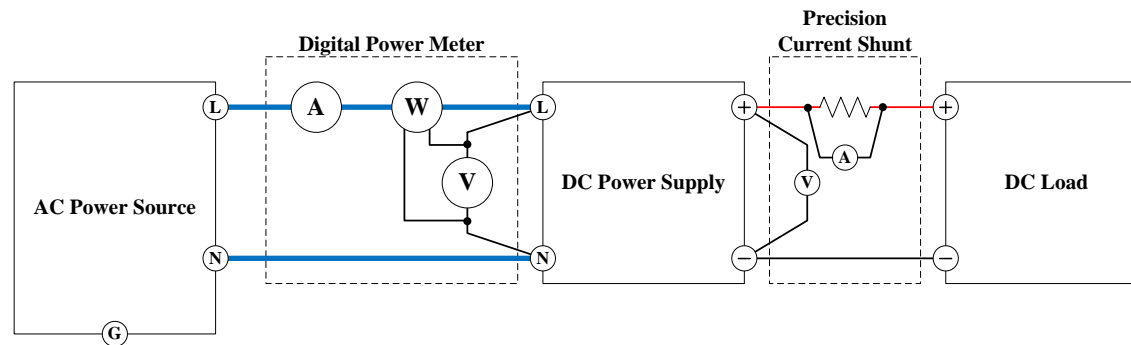 Precision
Current Shunt
Digital Power Meter
L
A
W
L
+
+
A
V
V
AC Power Source
DC Power Supply
DC Load
N
N
−
−
G